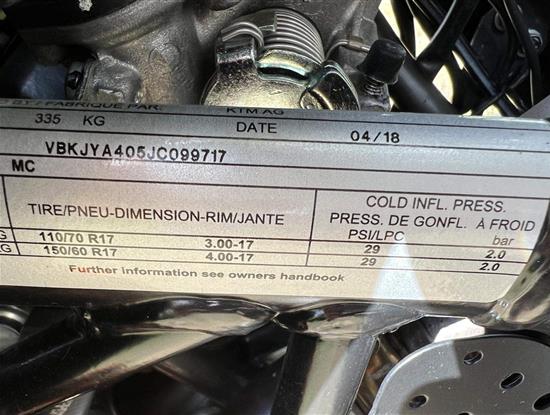 D BY / FABRIQUE PAR: KTM AG
335 KG DATE 04/18
VBKJYA405JC099717
MC
TIRE/PNEU-DIMENSION-RIM/JANTE
COLD INFL. PRESS.
PRESS. DE GONFL. À FROID
PSI/LPC bar
G 110/70 R17 3.00-17 29 2.0
G 150/60 R17 4.00-17 29 2.0
Further information see owners handbook